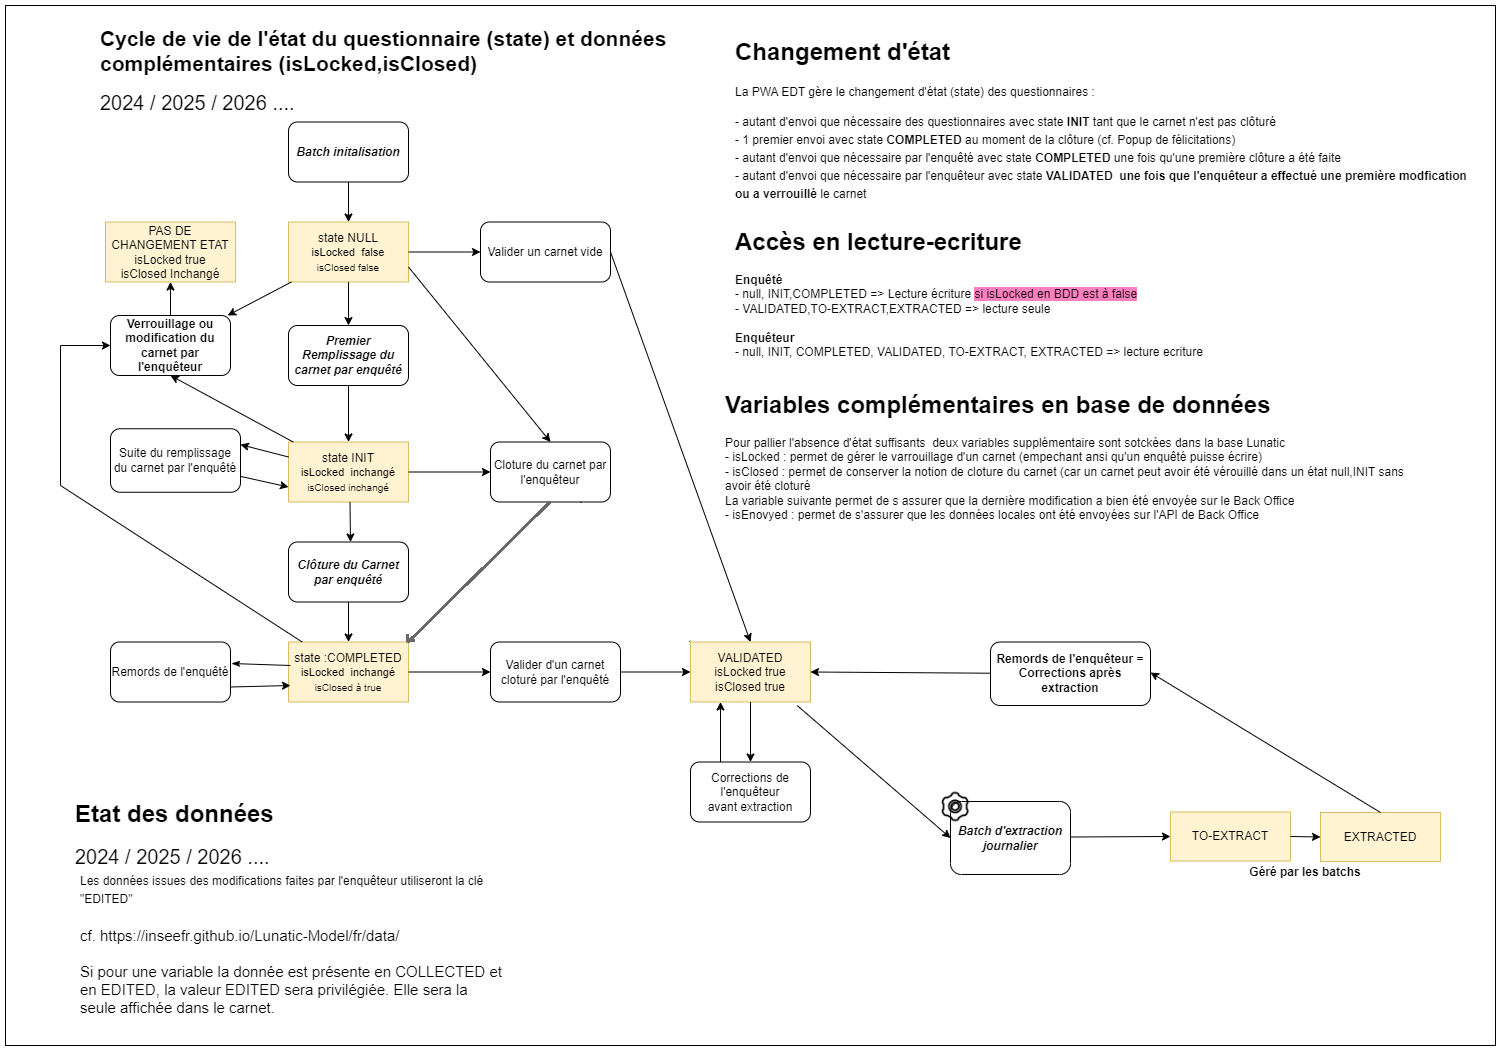 Cycle de vie de l'état du questionnaire (state) et données
complémentaires (isLocked,isClosed)
2024 / 2025 / 2026 ....
Batch initalisation
PAS DE
CHANGEMENT ETAT
isLocked true
isClosed Inchangé
state NULL
isLocked  false
isClosed false
Valider un carnet vide
Verrouillage ou
modification du
carnet par
l'enquêteur
Premier
Remplissage du
carnet par enquêté
Suite du remplissage
du carnet par l'enquêté
state INIT
isLocked  inchangé
isClosed inchangé
Cloture du carnet par
l'enquêteur
Clôture du Carnet
par enquêté
Remords de l'enquêté
state :COMPLETED
isLocked  inchangé
isClosed à true
Valider d'un carnet
cloturé par l'enquêté
VALIDATED
isLocked true
isClosed true
Remords de l'enquêteur =
Corrections après
extraction
Corrections de
l'enquêteur
avant extraction
Batch d'extraction
journalier
TO-EXTRACT
EXTRACTED
Géré par les batchs
Changement d'état
La PWA EDT gère le changement d'état (state) des questionnaires :
- autant d'envoi que nécessaire des questionnaires avec state INIT tant que le carnet n'est pas clôturé
- 1 premier envoi avec state COMPLETED au moment de la clôture (cf. Popup de félicitations)
- autant d'envoi que nécessaire par l'enquêté avec state COMPLETED une fois qu'une première clôture a été faite
- autant d'envoi que nécessaire par l'enquêteur avec state VALIDATED  une fois que l'enquêteur a effectué une première modfication
ou a verrouillé le carnet
Accès en lecture-ecriture
Enquêté
- null, INIT,COMPLETED => Lecture écriture si isLocked en BDD est à false
- VALIDATED,TO-EXTRACT,EXTRACTED => lecture seule
Enquêteur
- null, INIT, COMPLETED, VALIDATED, TO-EXTRACT, EXTRACTED => lecture ecriture
Variables complémentaires en base de données
Pour pallier l'absence d'état suffisants  deux variables supplémentaire sont sotckées dans la base Lunatic
- isLocked : permet de gérer le varrouillage d'un carnet (empechant ansi qu'un enquêté puisse écrire)
- isClosed : permet de conserver la notion de cloture du carnet (car un carnet peut avoir été vérouillé dans un état null,INIT sans
avoir été cloturé
La variable suivante permet de s assurer que la dernière modification a bien été envoyée sur le Back Office
- isEnovyed : permet de s'assurer que les données locales ont été envoyées sur l'API de Back Office
Etat des données
2024 / 2025 / 2026 ....
Les données issues des modifications faites par l'enquêteur utiliseront la clé
"EDITED"
cf. https://inseefr.github.io/Lunatic-Model/fr/data/
Si pour une variable la donnée est présente en COLLECTED et
en EDITED, la valeur EDITED sera privilégiée. Elle sera la
seule affichée dans le carnet.